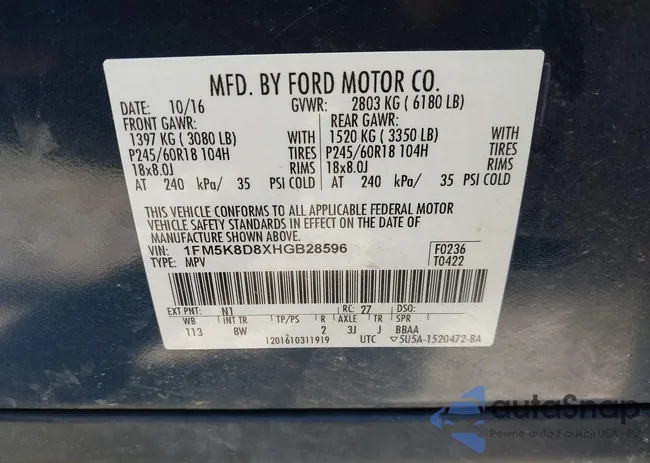 MFD. BY FORD MOTOR CO.
DATE: 10/16 GVWR: 2803 KG ( 6180 LB)
FRONT GAWR: REAR GAWR:
1397 KG ( 3080 LB) WITH 1520 KG ( 3350 LB) WITH
P245/60R18 104H TIRES P245/60R18 104H TIRES
18x8.0J RIMS 18x8.0J RIMS
AT 240 kPa/ 35 PSI COLD AT 240 kPa/ 35 PSI COLD
THIS VEHICLE CONFORMS TO ALL APPLICABLE FEDERAL MOTOR
VEHICLE SAFETY STANDARDS IN EFFECT ON THE DATE OF
MANUFACTURE SHOWN ABOVE.
VIN: 1FM5K8D8XHGB28596 F0236
TYPE: MPV T0422
EXT PNT: N1 RC: 27 DSO:
WB INT TR TP/PS R AXLE TR SPR
113 8W 2 3J J BBAA
1201610311919 UTC ▽5U5A-1520472-BA
autoSnap
Pewne auto z aukcji USA - EU